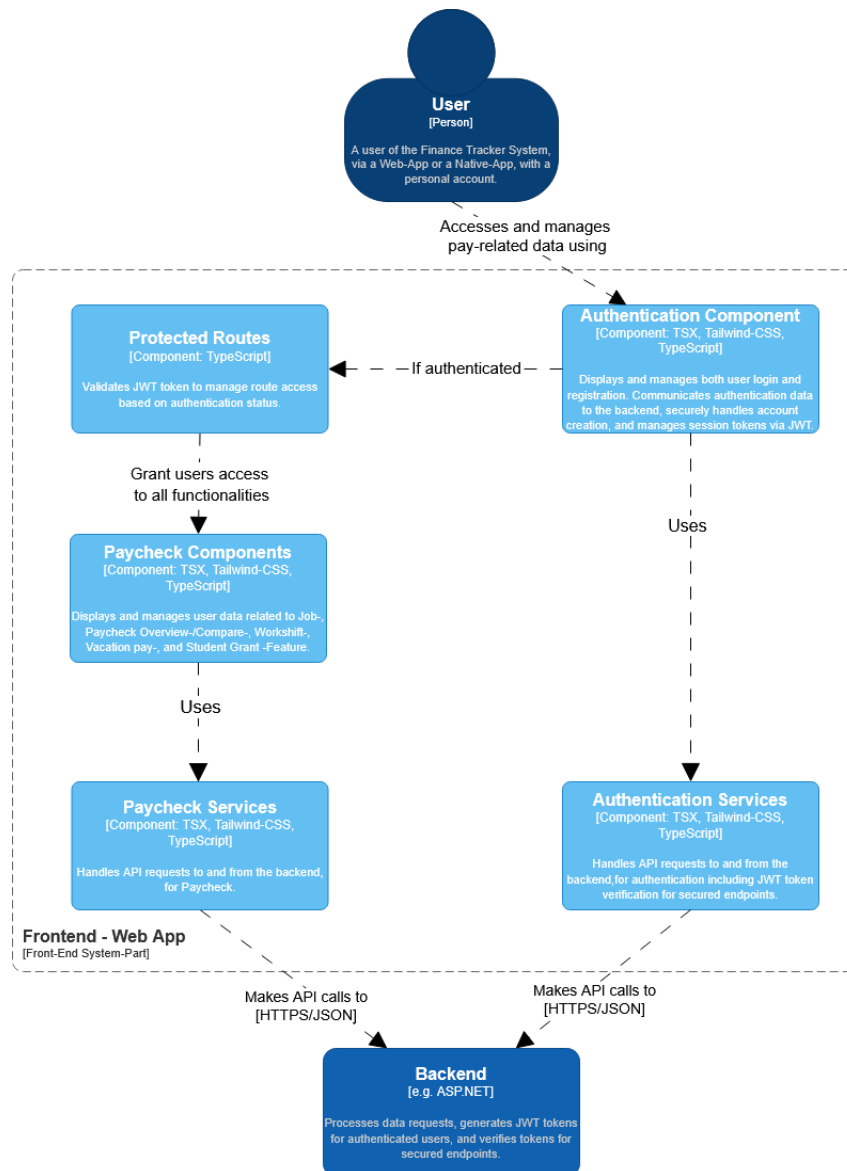 User
[Person]
A user of the Finance Tracker System,
via a Web-App or a Native-App, with a
personal account.
Accesses and manages
pay-related data using
Protected Routes
[Component: TypeScript]
Validates JWT token to manage route access
based on authentication status.
If authenticated
Authentication Component
[Component: TSX, Tailwind-CSS,
TypeScript]
Displays and manages both user login and
registration. Communicates authentication data
to the backend, securely handles account
creation, and manages session tokens via JWT.
Grant users access
to all functionalities
Uses
Paycheck Components
[Component: TSX, Tailwind-CSS,
TypeScript]
Displays and manages user data related to Job-,
Paycheck Overview-/Compare-, Workshift-,
Vacation pay-, and Student Grant -Feature.
Uses
Paycheck Services
[Component: TSX, Tailwind-CSS,
TypeScript]
Handles API requests to and from the backend,
for Paycheck.
Authentication Services
[Component: TSX, Tailwind-CSS,
TypeScript]
Handles API requests to and from the
backend,for authentication including JWT token
verification for secured endpoints.
Frontend - Web App
[Front-End System-Part]
Makes API calls to
[HTTPS/JSON]
Makes API calls to
[HTTPS/JSON]
Backend
[e.g. ASP.NET]
Processes data requests, generates JWT tokens
for authenticated users, and verifies tokens for
secured endpoints.